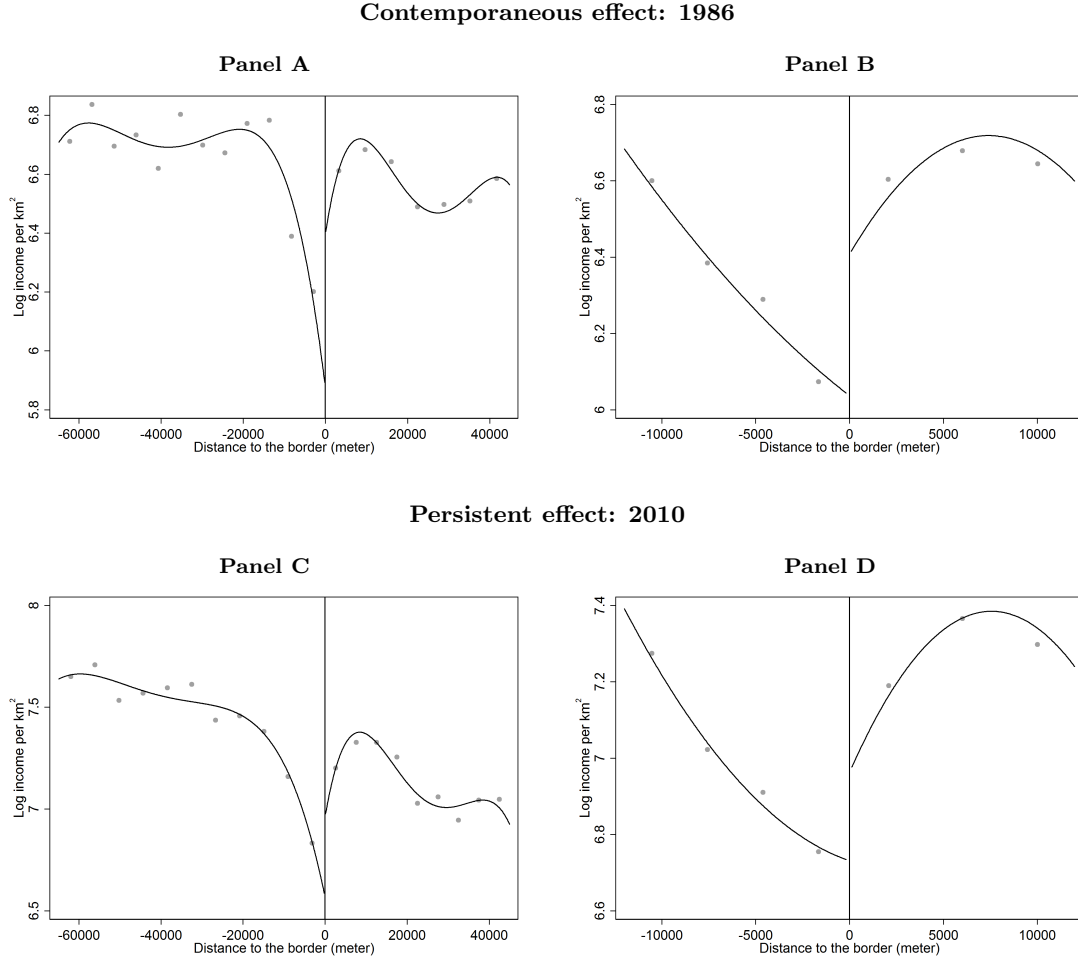 Contemporaneous effect: 1986
Panel A
Log income per km²
5.8 6 6.2 6.4 6.6 6.8
-60000 -40000 -20000 0 20000 40000
Distance to the border (meter)
Panel B
Log income per km²
6 6.2 6.4 6.6 6.8
-10000 -5000 0 5000 10000
Distance to the border (meter)
Persistent effect: 2010
Panel C
Log income per km²
6.5 7 7.5 8
-60000 -40000 -20000 0 20000 40000
Distance to the border (meter)
Panel D
Log income per km²
6.6 6.8 7 7.2 7.4
-10000 -5000 0 5000 10000
Distance to the border (meter)